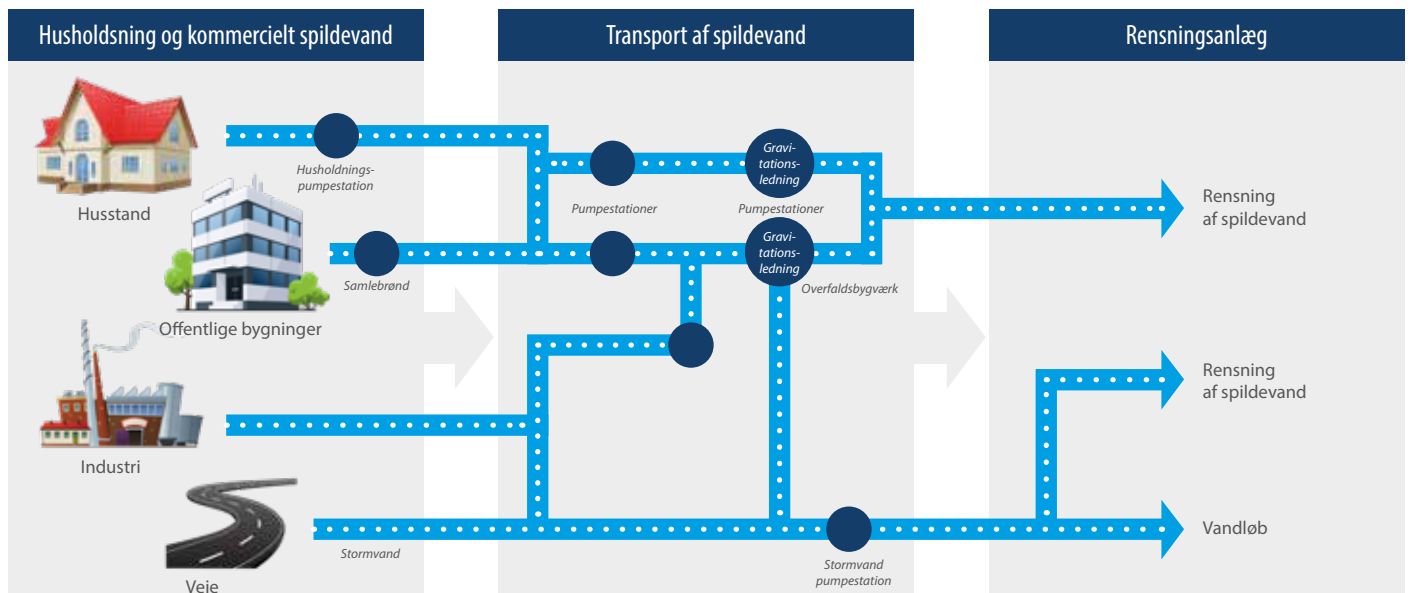 Husholdsning og kommercielt spildevand
Husstand
Husholdnings-
pumpestation
Offentlige bygninger
Samlebrønd
Industri
Veje
Stormvand
Transport af spildevand
Pumpestationer
Gravi-
tations-
ledning
Pumpestationer
Gravi-
tations-
ledning
Overfaldsbygværk
Stormvand
pumpestation
Rensningsanlæg
Rensning
af spildevand
Rensning
af spildevand
Vandløb